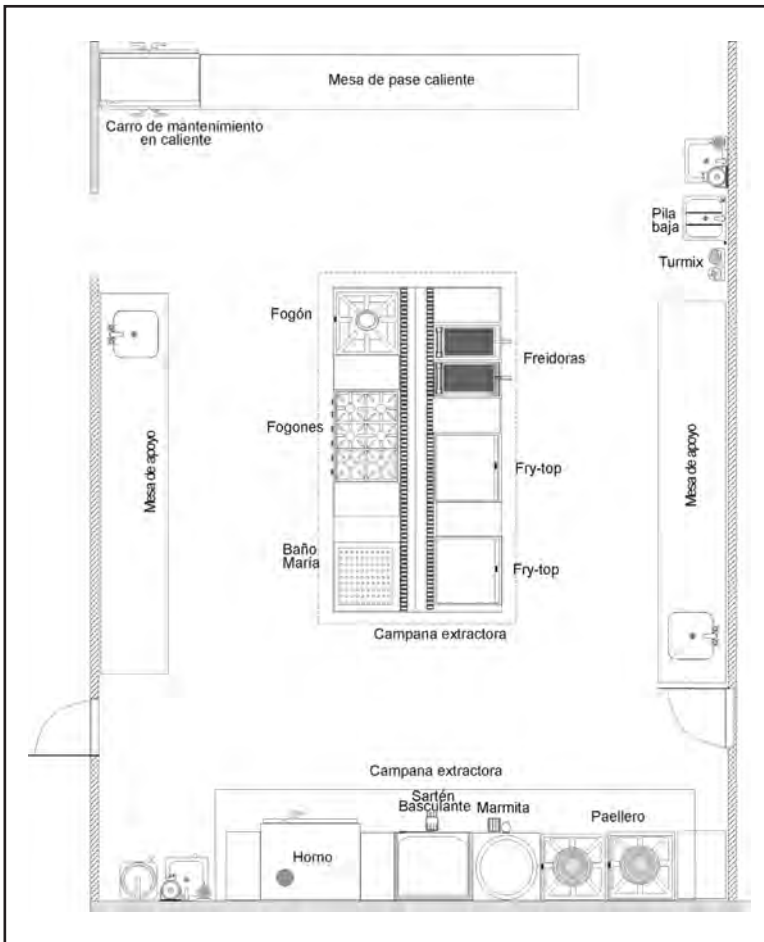 Mesa de pase caliente
Carro de mantenimiento
en caliente
Pila
baja
Turmix
Fogón
Freidoras
Fogones
Mesa de apoyo
Mesa de apoyo
Fry-top
Baño
María
Fry-top
Campana extractora
Campana extractora
Sartén
Basculante
Marmita
Paellero
Horno